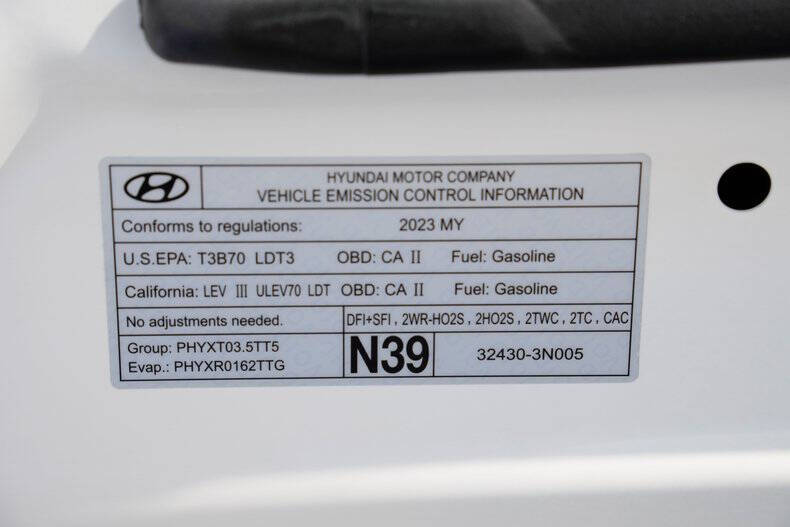 HYUNDAI MOTOR COMPANY
VEHICLE EMISSION CONTROL INFORMATION
Conforms to regulations: 2023 MY
U.S.EPA: T3B70 LDT3 OBD: CA II Fuel: Gasoline
California: LEV III ULEV70 LDT OBD: CA II Fuel: Gasoline
No adjustments needed. DFI+SFI , 2WR-HO2S , 2HO2S , 2TWC , 2TC , CAC
Group: PHYXT03.5TT5
Evap.: PHYXR0162TTG
N39
32430-3N005